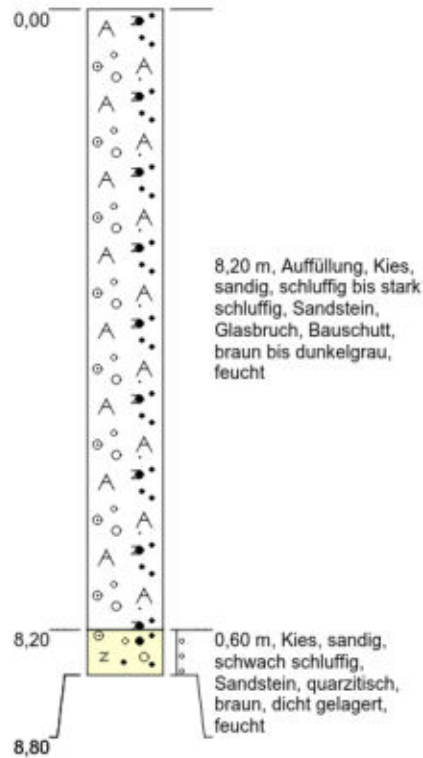 0,00
8,20 m, Auffüllung, Kies,
sandig, schluffig bis stark
schluffig, Sandstein,
Glasbruch, Bauschutt,
braun bis dunkelgrau,
feucht
8,20
0,60 m, Kies, sandig,
schwach schluffig,
Sandstein, quarzitisch,
braun, dicht gelagert,
feucht
8,80